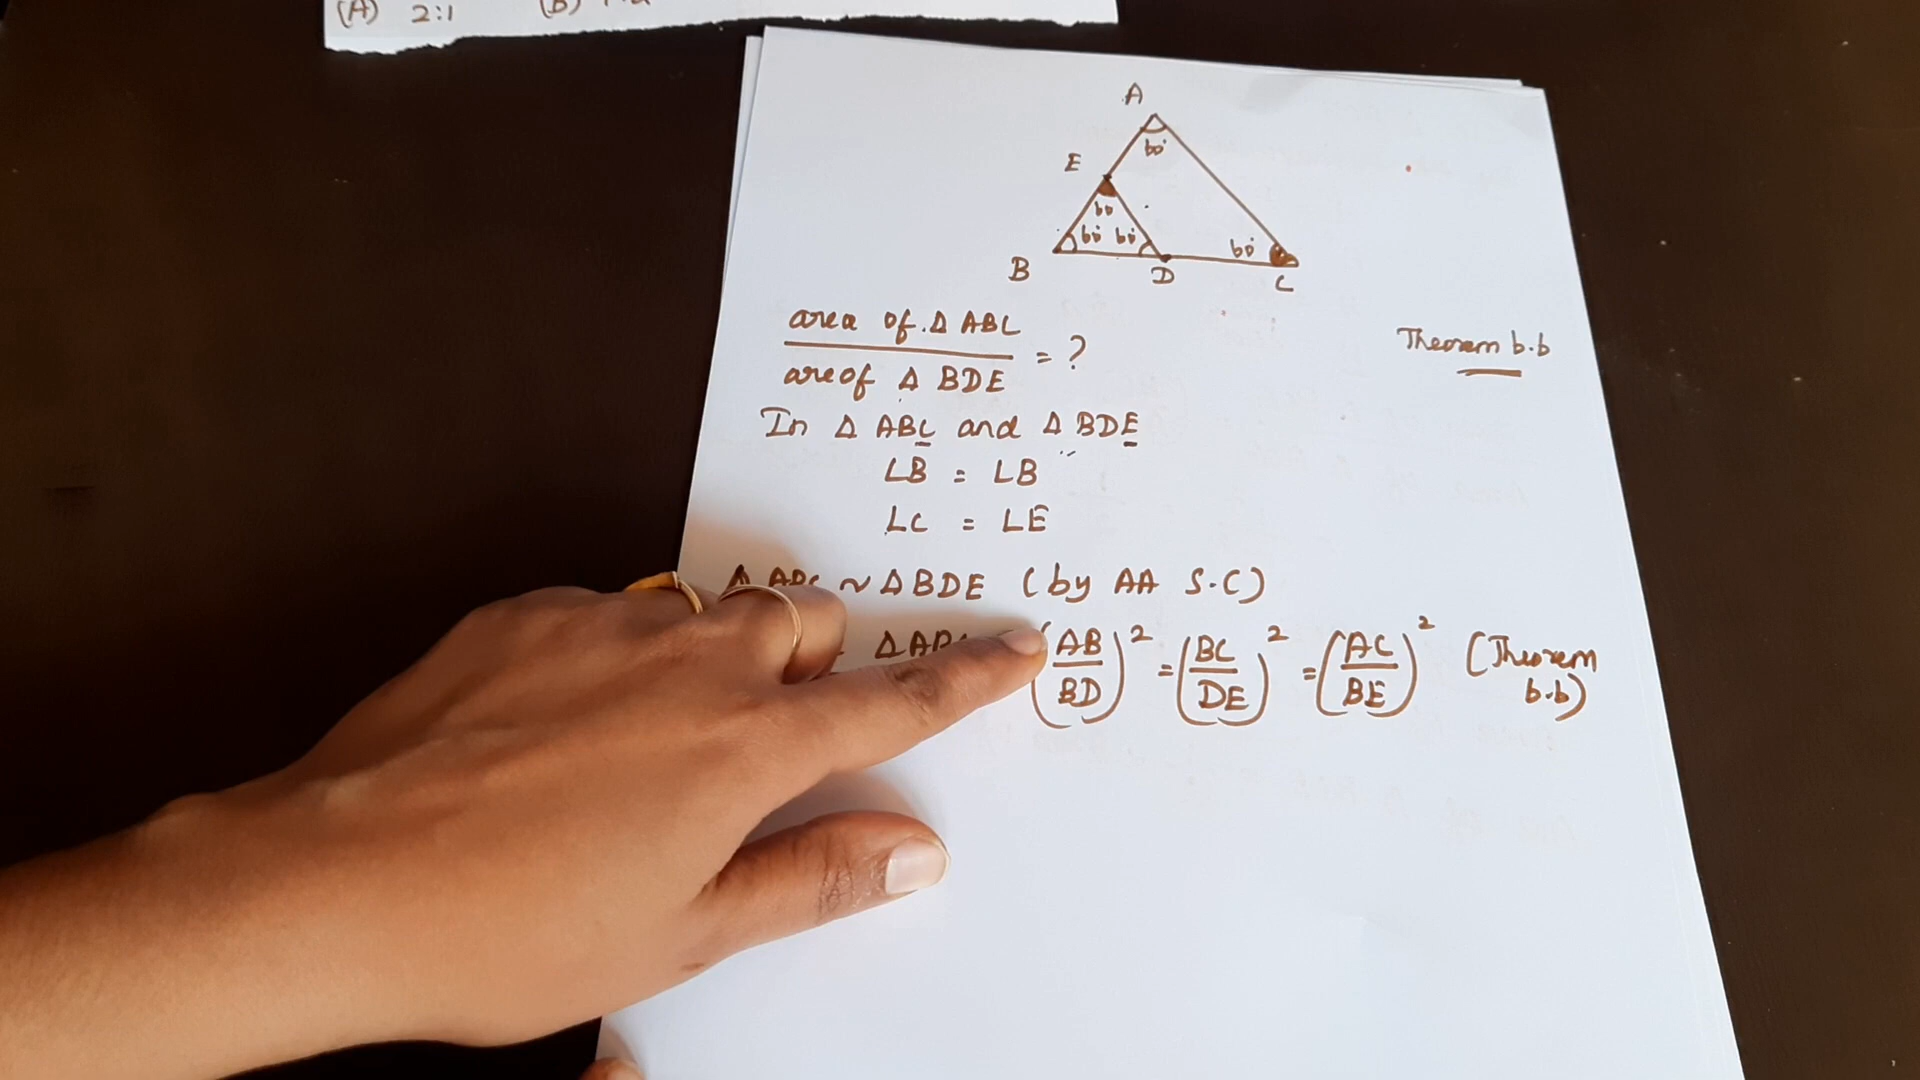 (A) 2:1 (B)
A
60°
E
60
60° 60° 60°
B D C
area of. Δ ABC
= ?
are of Δ BDE
Theorem 6.6
In Δ ABC and Δ BDE
∠B = ∠B
∠C = ∠E
Δ ABC ~ Δ BDE (by AA S.C)
(AB/BD)² = (BC/DE)² = (AC/BE)² (Theorem
6.6)